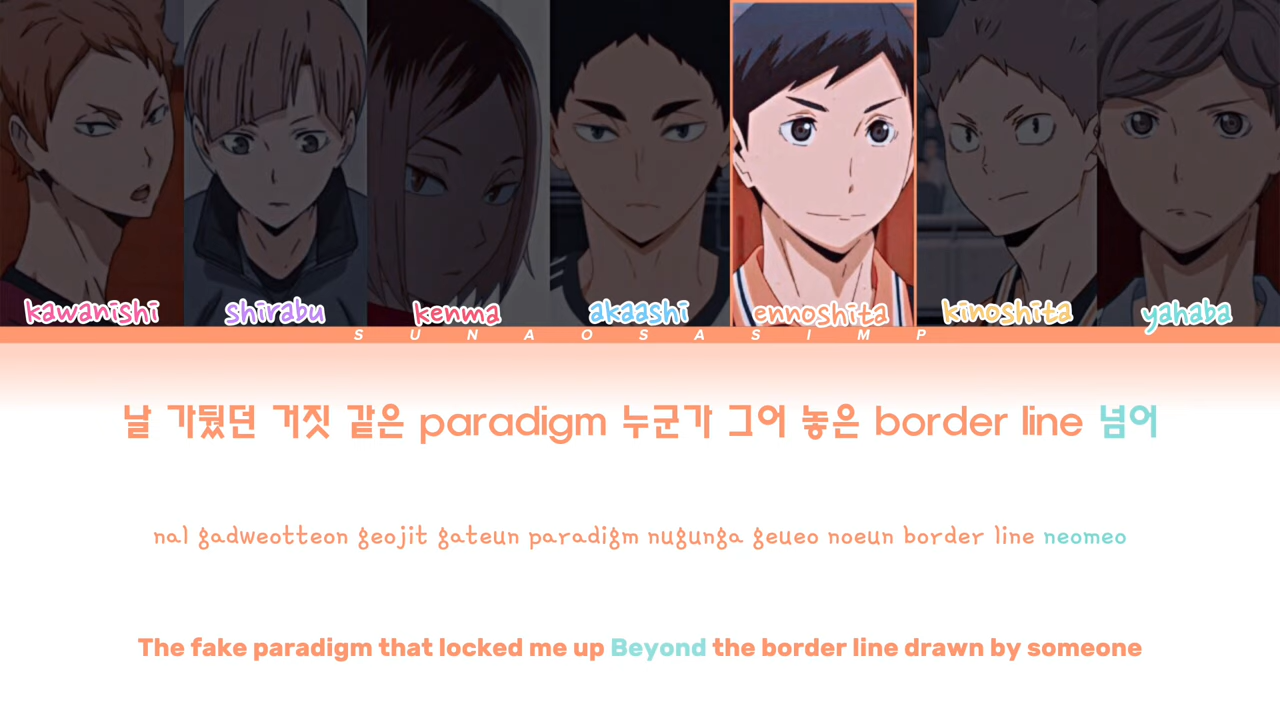 kawanishi shirabu kenma akaashi ennoshita kinoshita yahaba
SUNAOSASIMP
날 가뒀던 거짓 같은 paradigm 누군가 그어 놓은 border line 넘어
nal gadweotteon geojit gateun paradigm nugunga geueo noeun border line neomeo
The fake paradigm that locked me up Beyond the border line drawn by someone